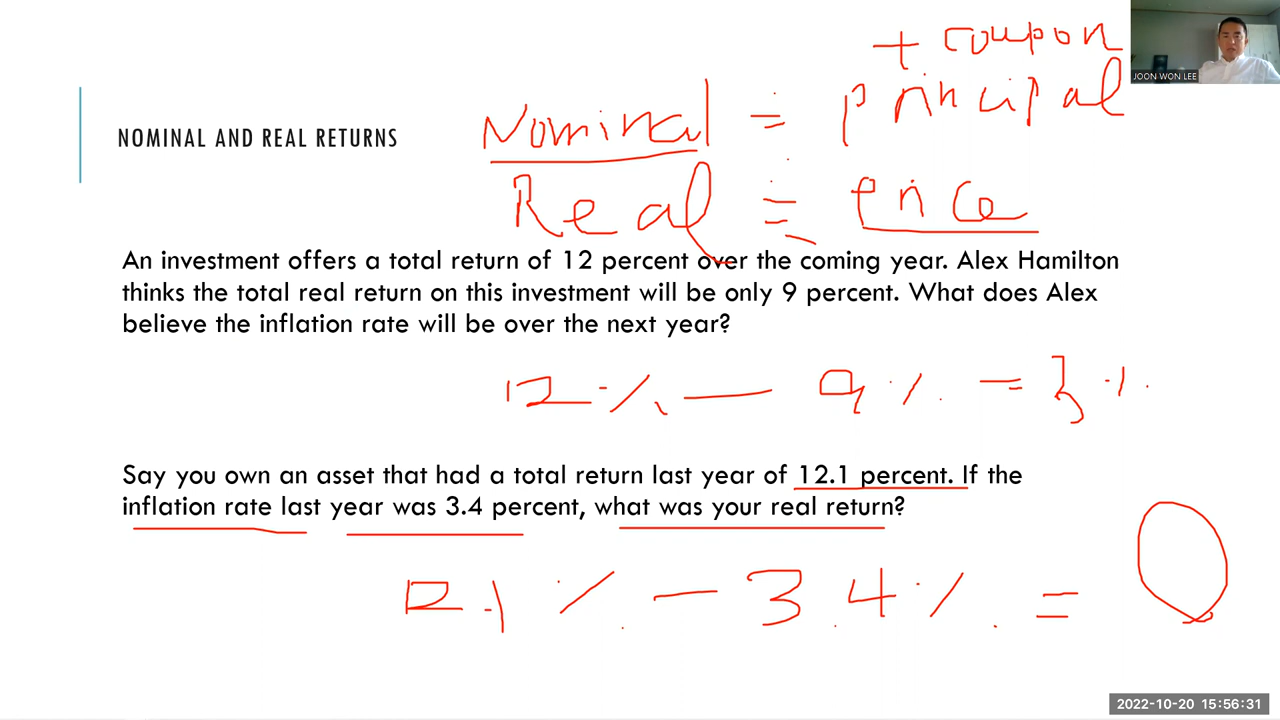 + coupon
JOON WON LEE
NOMINAL AND REAL RETURNS
Nominal = principal
Real = price
An investment offers a total return of 12 percent over the coming year. Alex Hamilton
thinks the total real return on this investment will be only 9 percent. What does Alex
believe the inflation rate will be over the next year?
12% — 9% = 3%
Say you own an asset that had a total return last year of 12.1 percent. If the
inflation rate last year was 3.4 percent, what was your real return?
12.1% - 3.4% =
2022-10-20 15:56:31